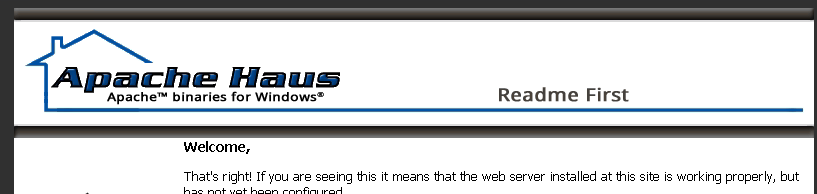 Apache Haus
Apache™ binaries for Windows®
Readme First
Welcome,
That's right! If you are seeing this it means that the web server installed at this site is working properly, but
has not yet been configured.